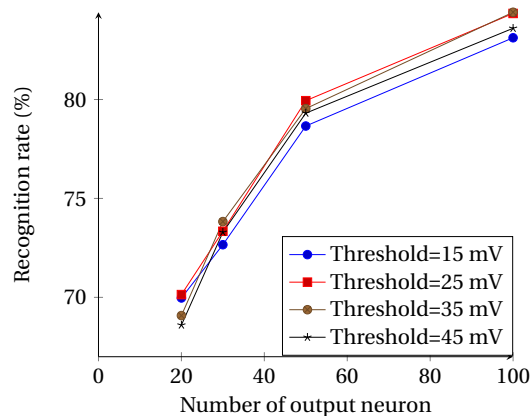 Recognition rate (%)
80
75
70
0
20
40
60
80
100
Number of output neuron
Threshold=15 mV
Threshold=25 mV
Threshold=35 mV
Threshold=45 mV